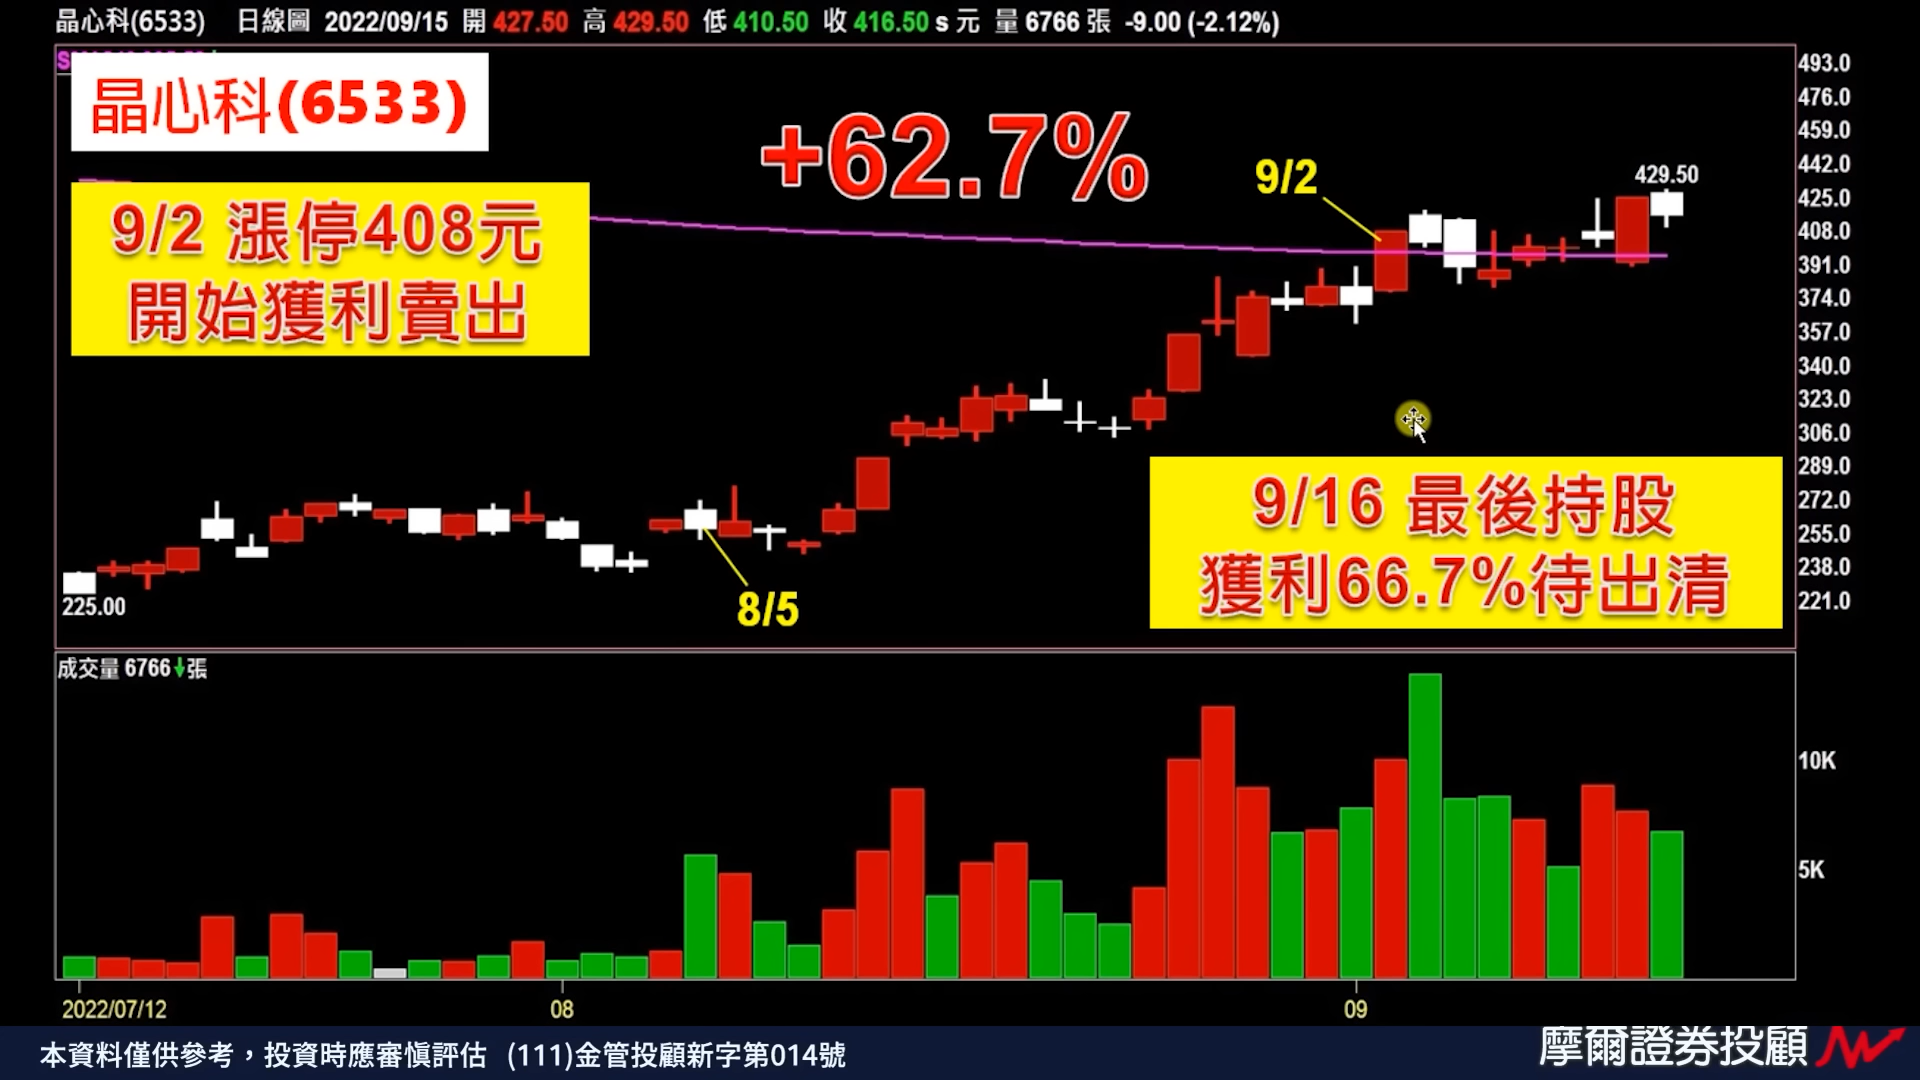 晶心科(6533) 日線圖 2022/09/15 開 427.50 高 429.50 低 410.50 收 416.50 s 元 量 6766 張 -9.00 (-2.12%)
晶心科(6533)
+62.7%
9/2 漲停408元
開始獲利賣出
9/2
429.50
493.0
476.0
459.0
442.0
425.0
408.0
391.0
374.0
357.0
340.0
323.0
306.0
289.0
272.0
255.0
238.0
221.0
9/16 最後持股
獲利66.7%待出清
225.00
8/5
成交量 6766↓張
10K
5K
2022/07/12 08 09
本資料僅供參考，投資時應審慎評估 (111)金管投顧新字第014號
摩爾證券投顧